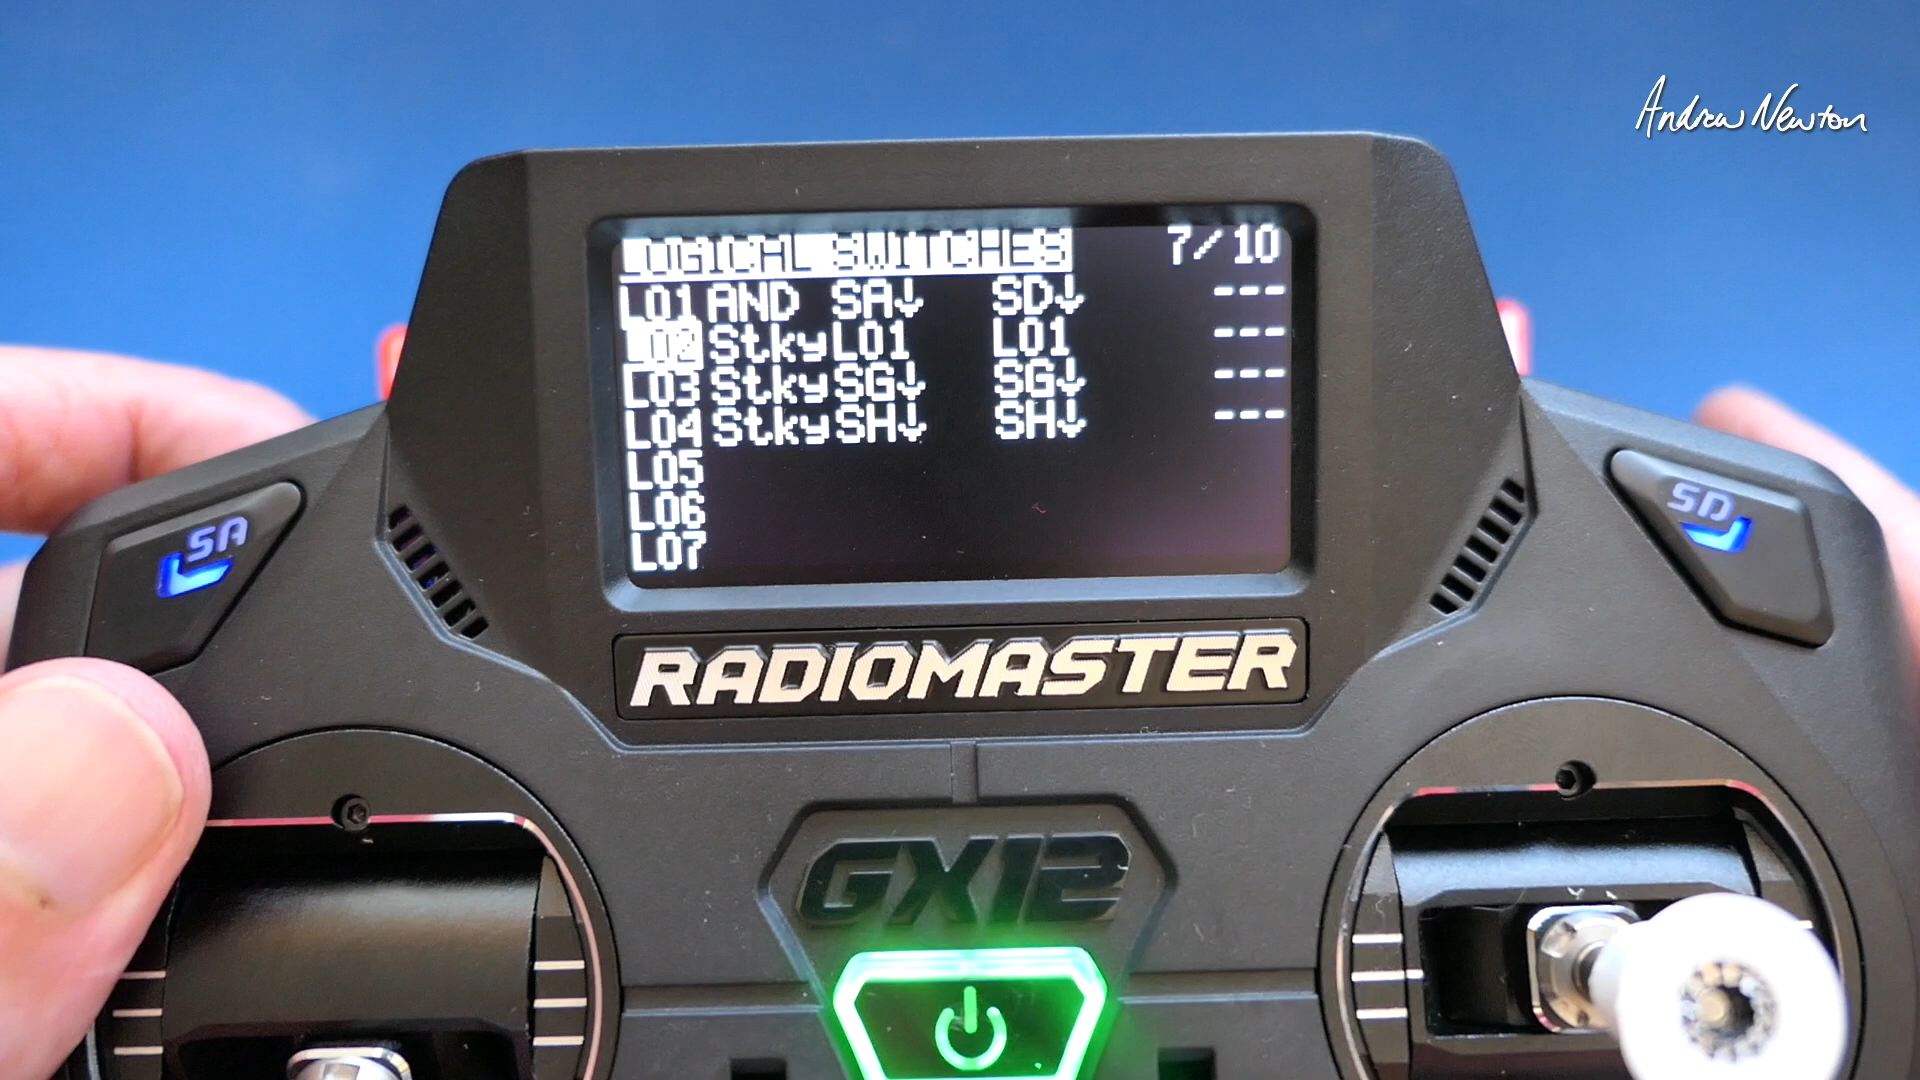 Andrew Newton
LOGICAL SWITCHES 7/10
L01 AND SA↓ SD↓ ---
L02 Stky L01 L01 ---
L03 Stky SG↓ SG↓ ---
L04 Stky SH↓ SH↓ ---
L05
L06
L07
SA
SD
RADIOMASTER
GX12